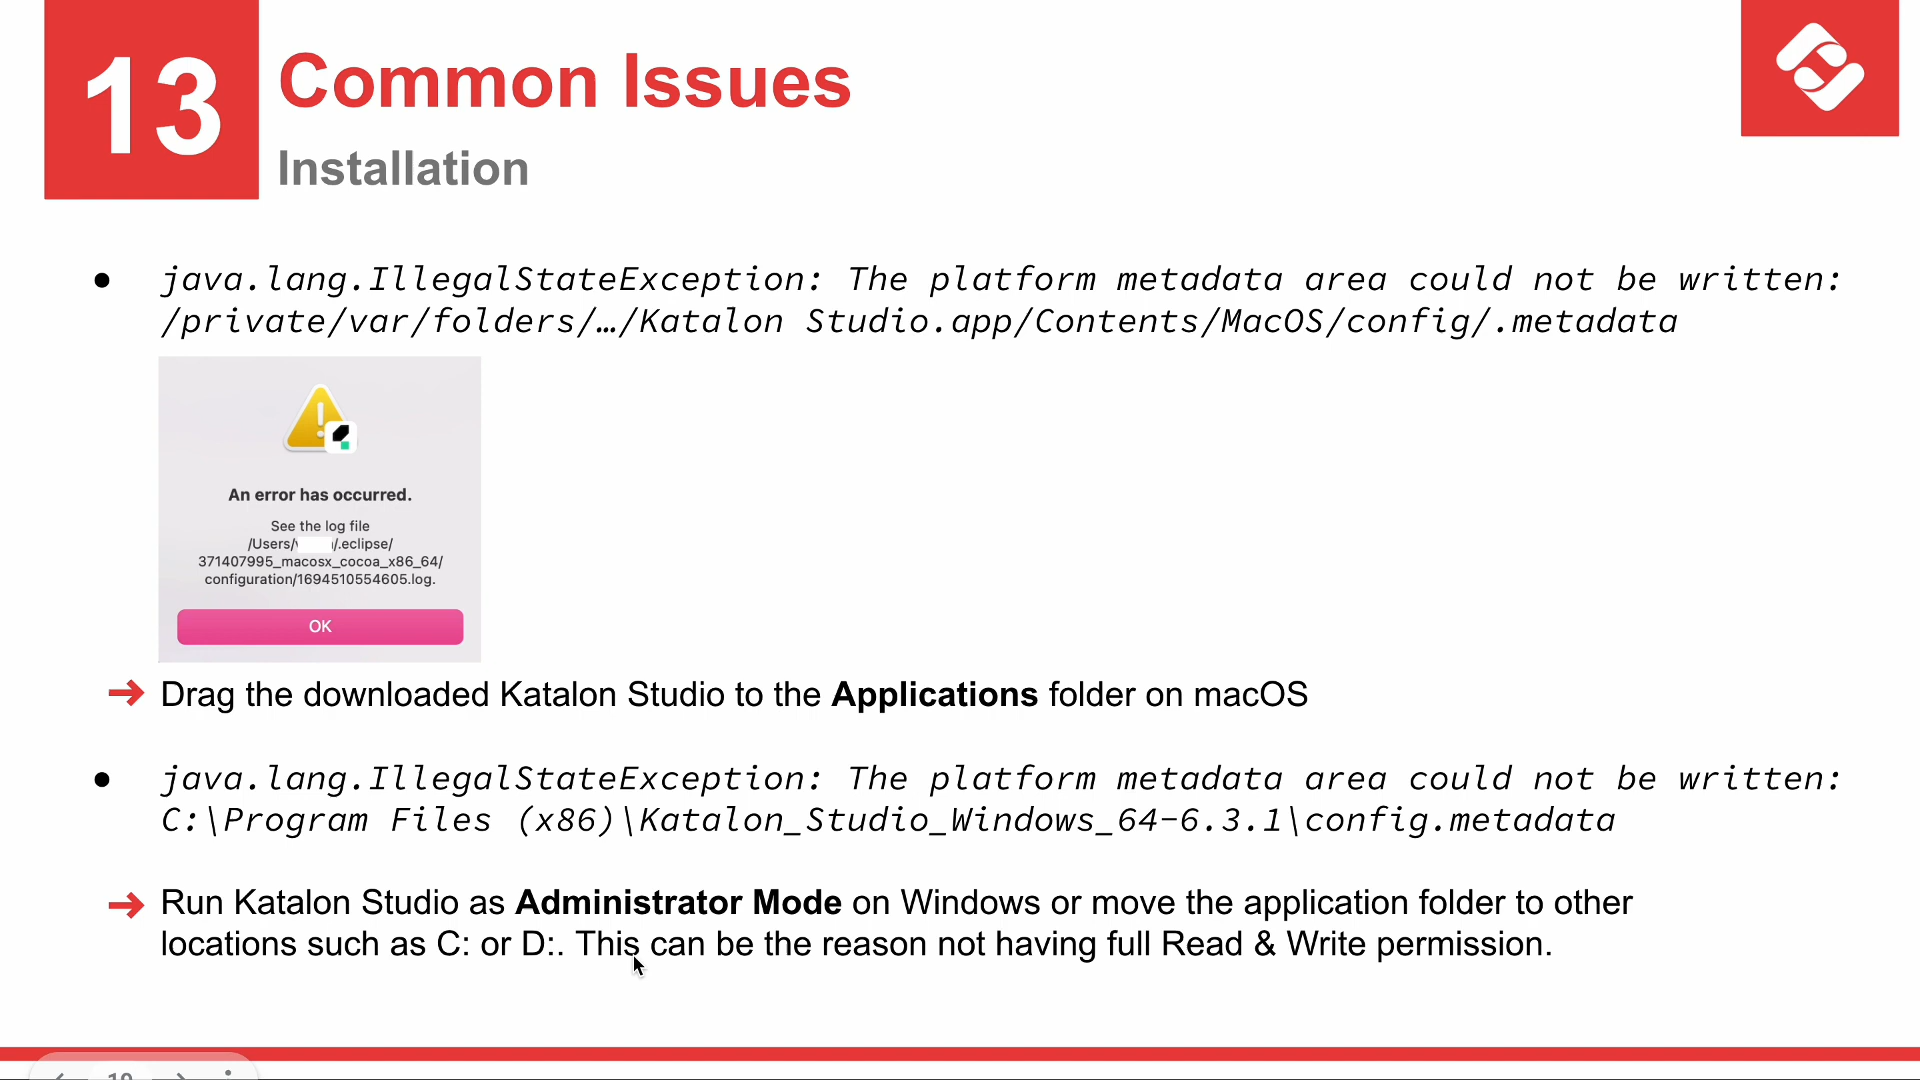 13
Common Issues
Installation
● java.lang.IllegalStateException: The platform metadata area could not be written:
/private/var/folders/…/Katalon Studio.app/Contents/MacOS/config/.metadata
An error has occurred.
See the log file
/Users/v /.eclipse/
371407995_macosx_cocoa_x86_64/
configuration/1694510554605.log.
OK
➔ Drag the downloaded Katalon Studio to the Applications folder on macOS
● java.lang.IllegalStateException: The platform metadata area could not be written:
C:\Program Files (x86)\Katalon_Studio_Windows_64-6.3.1\config.metadata
➔ Run Katalon Studio as Administrator Mode on Windows or move the application folder to other
locations such as C: or D:. This can be the reason not having full Read & Write permission.